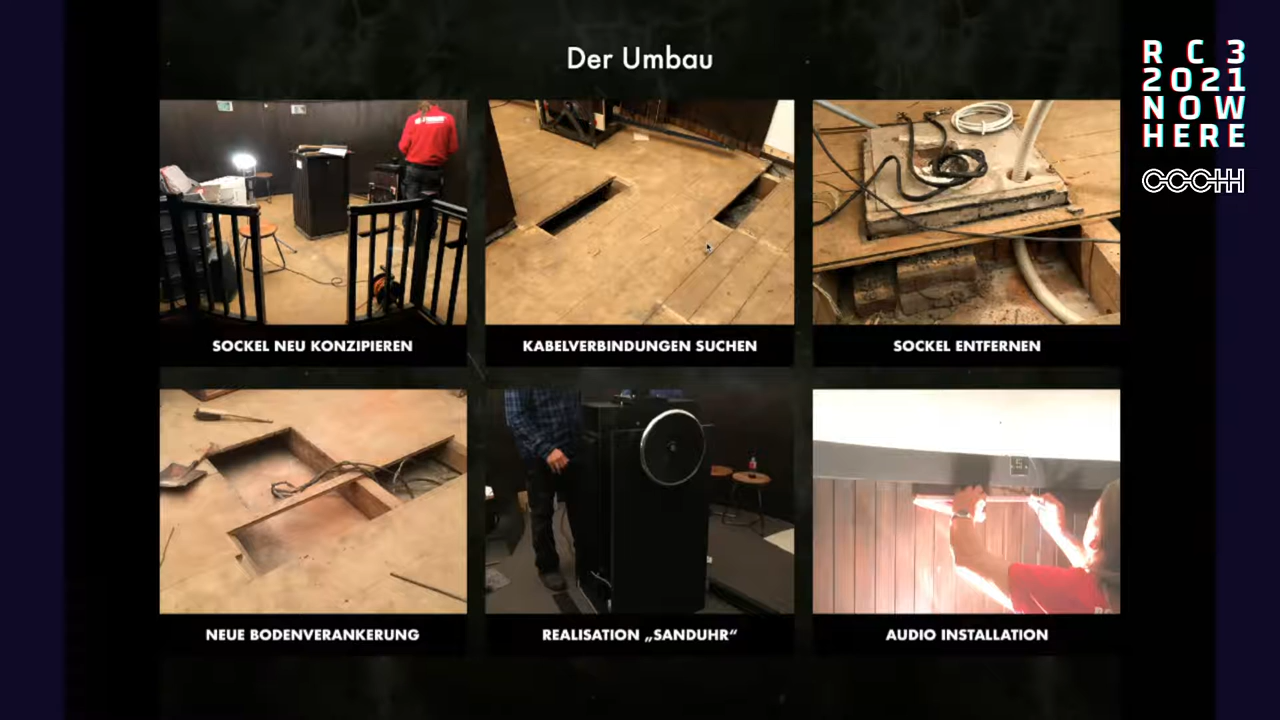 Der Umbau
R C 3
2021
NOW
HERE
CCCHH
SOCKEL NEU KONZIPIEREN
KABELVERBINDUNGEN SUCHEN
SOCKEL ENTFERNEN
NEUE BODENVERANKERUNG
REALISATION „SANDUHR“
AUDIO INSTALLATION